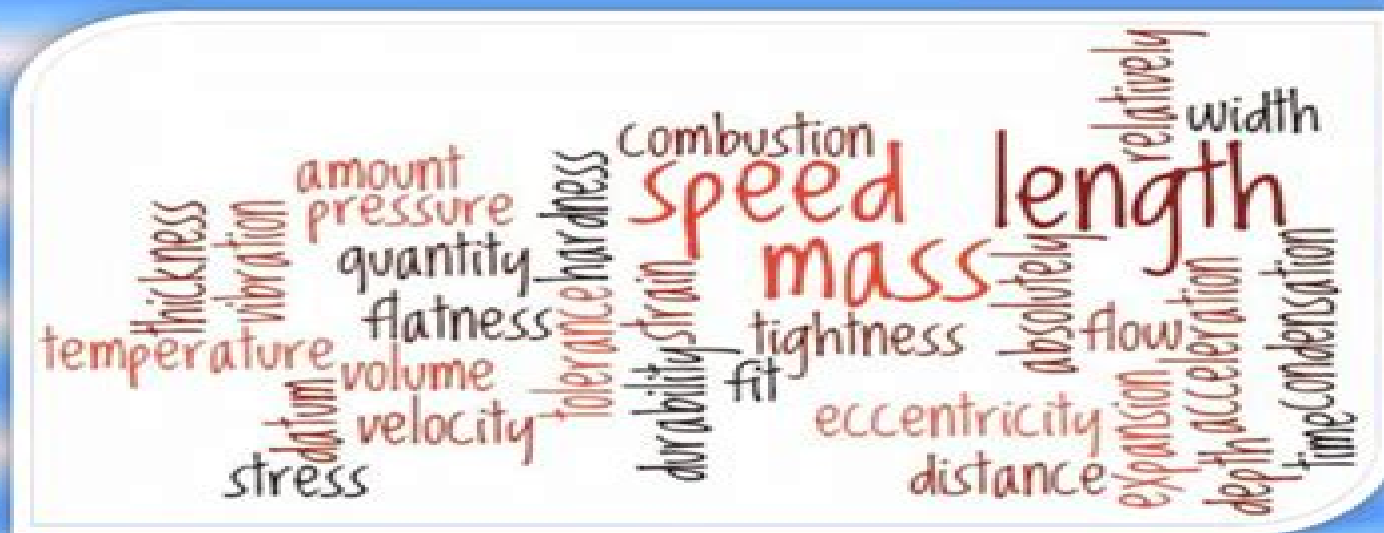 relatively
width
combustion
length
speed
amount
pressure
hardness
thickness
vibration
quantity
mass
absolutely
condensation
strain
flatness
tolerance
tightness
flow
acceleration
temperature
volume
durability
fit
datum
velocity
eccentricity
expansion
time
stress
distance
depth